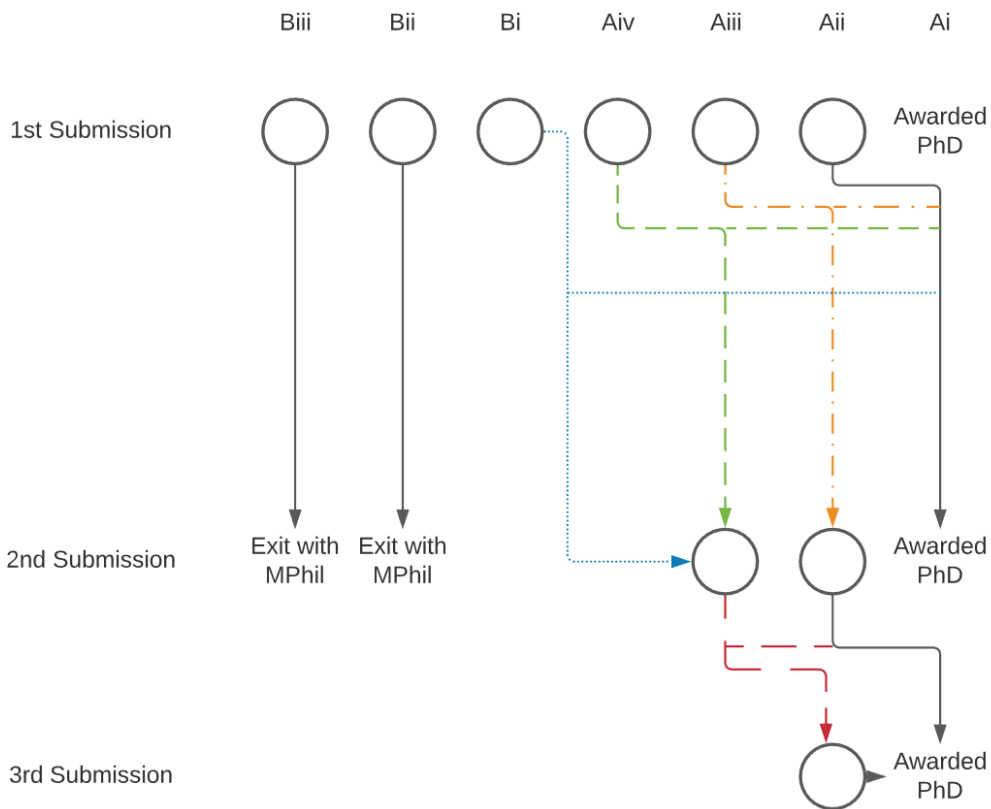 Biii Bii Bi Aiv Aiii Aii Ai
1st Submission
Awarded
PhD
2nd Submission
Exit with
MPhil
Exit with
MPhil
Awarded
PhD
3rd Submission
Awarded
PhD